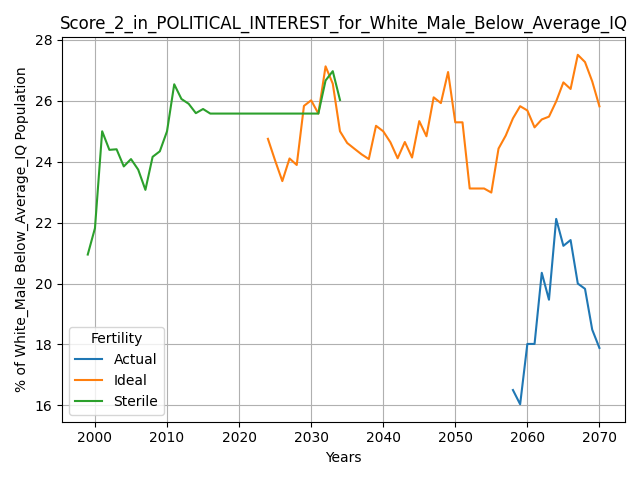 Score_2_in_POLITICAL_INTEREST_for_White_Male_Below_Average_IQ
% of White_Male Below_Average_IQ Population
28
26
24
22
20
18
16
Fertility
Actual
Ideal
Sterile
2000 2010 2020 2030 2040 2050 2060 2070
Years